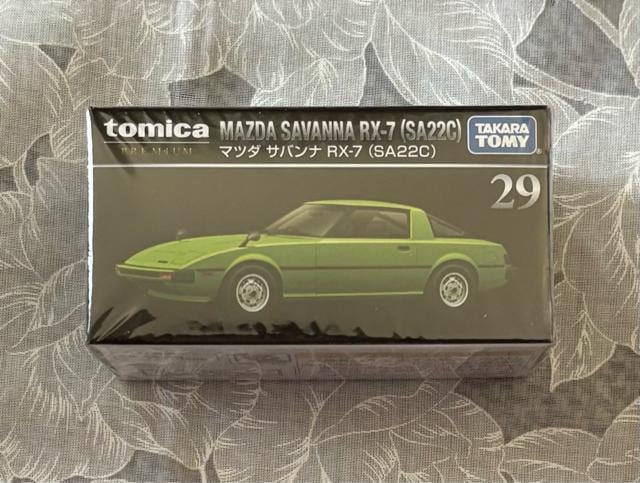 tomica
PREMIUM
MAZDA SAVANNA RX-7 (SA22C)
マツダ サバンナ RX-7 (SA22C)
TAKARA
TOMY
29